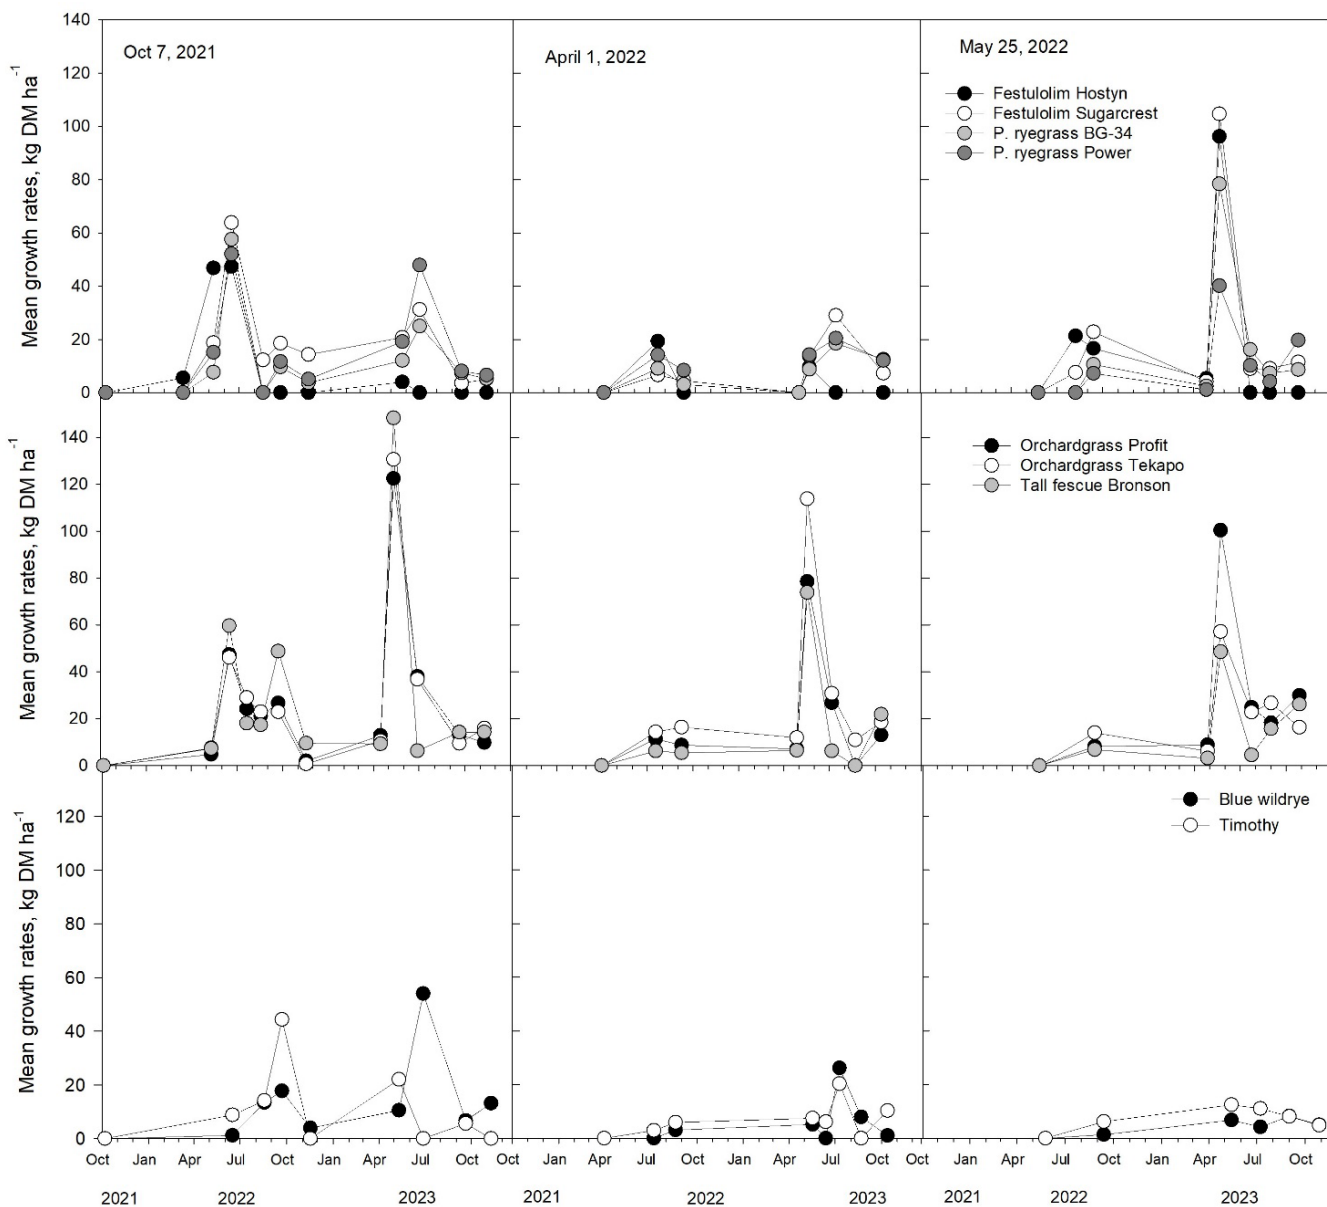 Mean growth rates, kg DM ha-1
140
120
100
80
60
40
20
0
Oct 7, 2021
April 1, 2022
May 25, 2022
Festulolim Hostyn
Festulolim Sugarcrest
P. ryegrass BG-34
P. ryegrass Power
Mean growth rates, kg DM ha-1
140
120
100
80
60
40
20
0
Orchardgrass Profit
Orchardgrass Tekapo
Tall fescue Bronson
Mean growth rates, kg DM ha-1
120
100
80
60
40
20
0
Blue wildrye
Timothy
Oct Jan Apr Jul Oct Jan Apr Jul Oct Oct Jan Apr Jul Oct Jan Apr Jul Oct Oct Jan Apr Jul Oct Jan Apr Jul Oct
2021 2022 2023 2021 2022 2023 2021 2022 2023